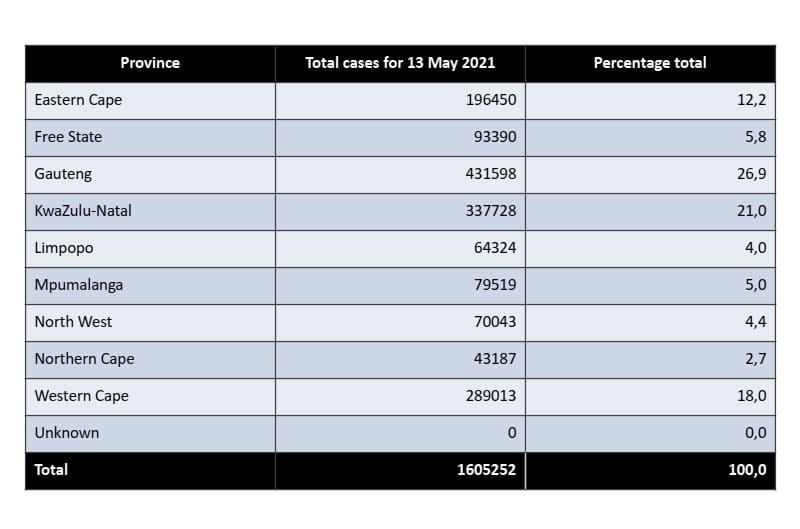 Province Total cases for 13 May 2021 Percentage total
Eastern Cape 196450 12,2
Free State 93390 5,8
Gauteng 431598 26,9
KwaZulu-Natal 337728 21,0
Limpopo 64324 4,0
Mpumalanga 79519 5,0
North West 70043 4,4
Northern Cape 43187 2,7
Western Cape 289013 18,0
Unknown 0 0,0
Total 1605252 100,0